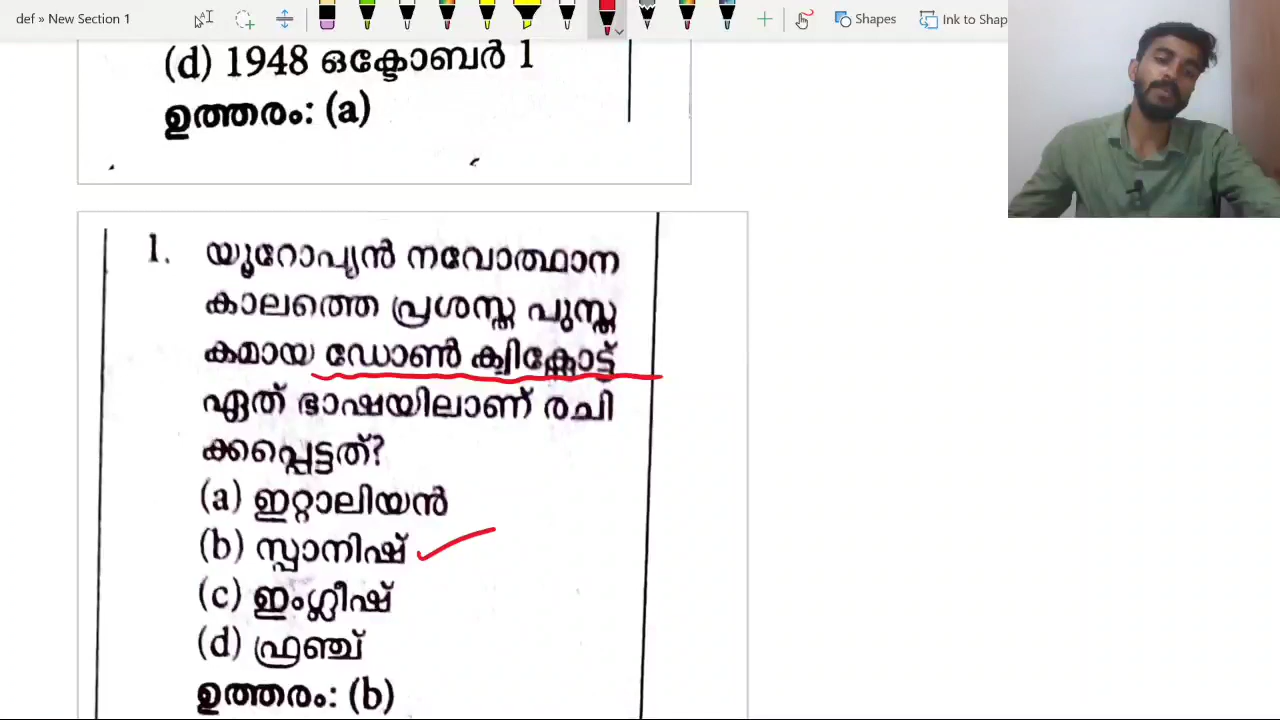 def » New Section 1
Shapes
Ink to Shap
(d) 1948 ഒക്ടോബർ 1
ഉത്തരം: (a)
1. യൂറോപ്യൻ നവോത്ഥാന
കാലത്തെ പ്രശസ്ത പുസ്ത
കമായ ഡോൺ ക്വിക്സോട്ട്
ഏത് ഭാഷയിലാണ് രചി
ക്കപ്പെട്ടത്?
(a) ഇറ്റാലിയൻ
(b) സ്പാനിഷ്
(c) ഇംഗ്ലീഷ്
(d) ഫ്രഞ്ച്
ഉത്തരം: (b)